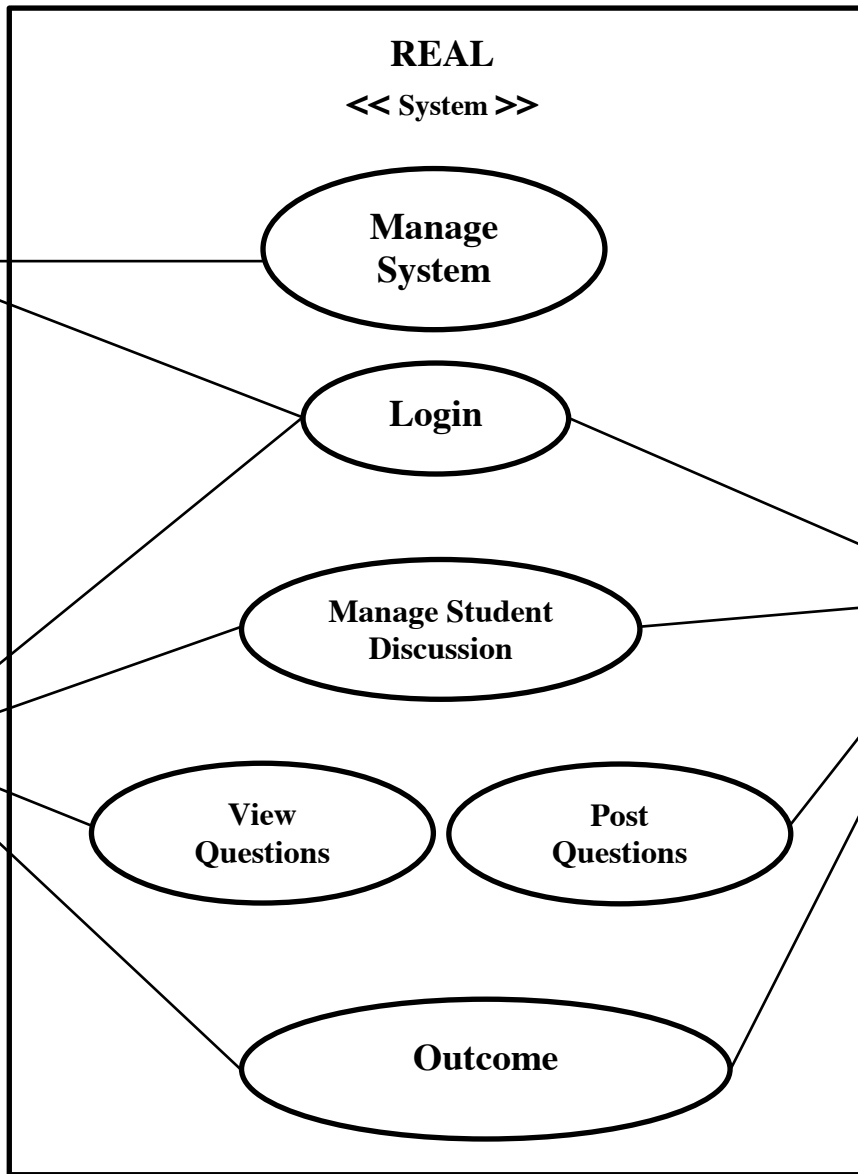 REAL
<< System >>
Manage
System
Login
Manage Student
Discussion
View
Questions
Post
Questions
Outcome